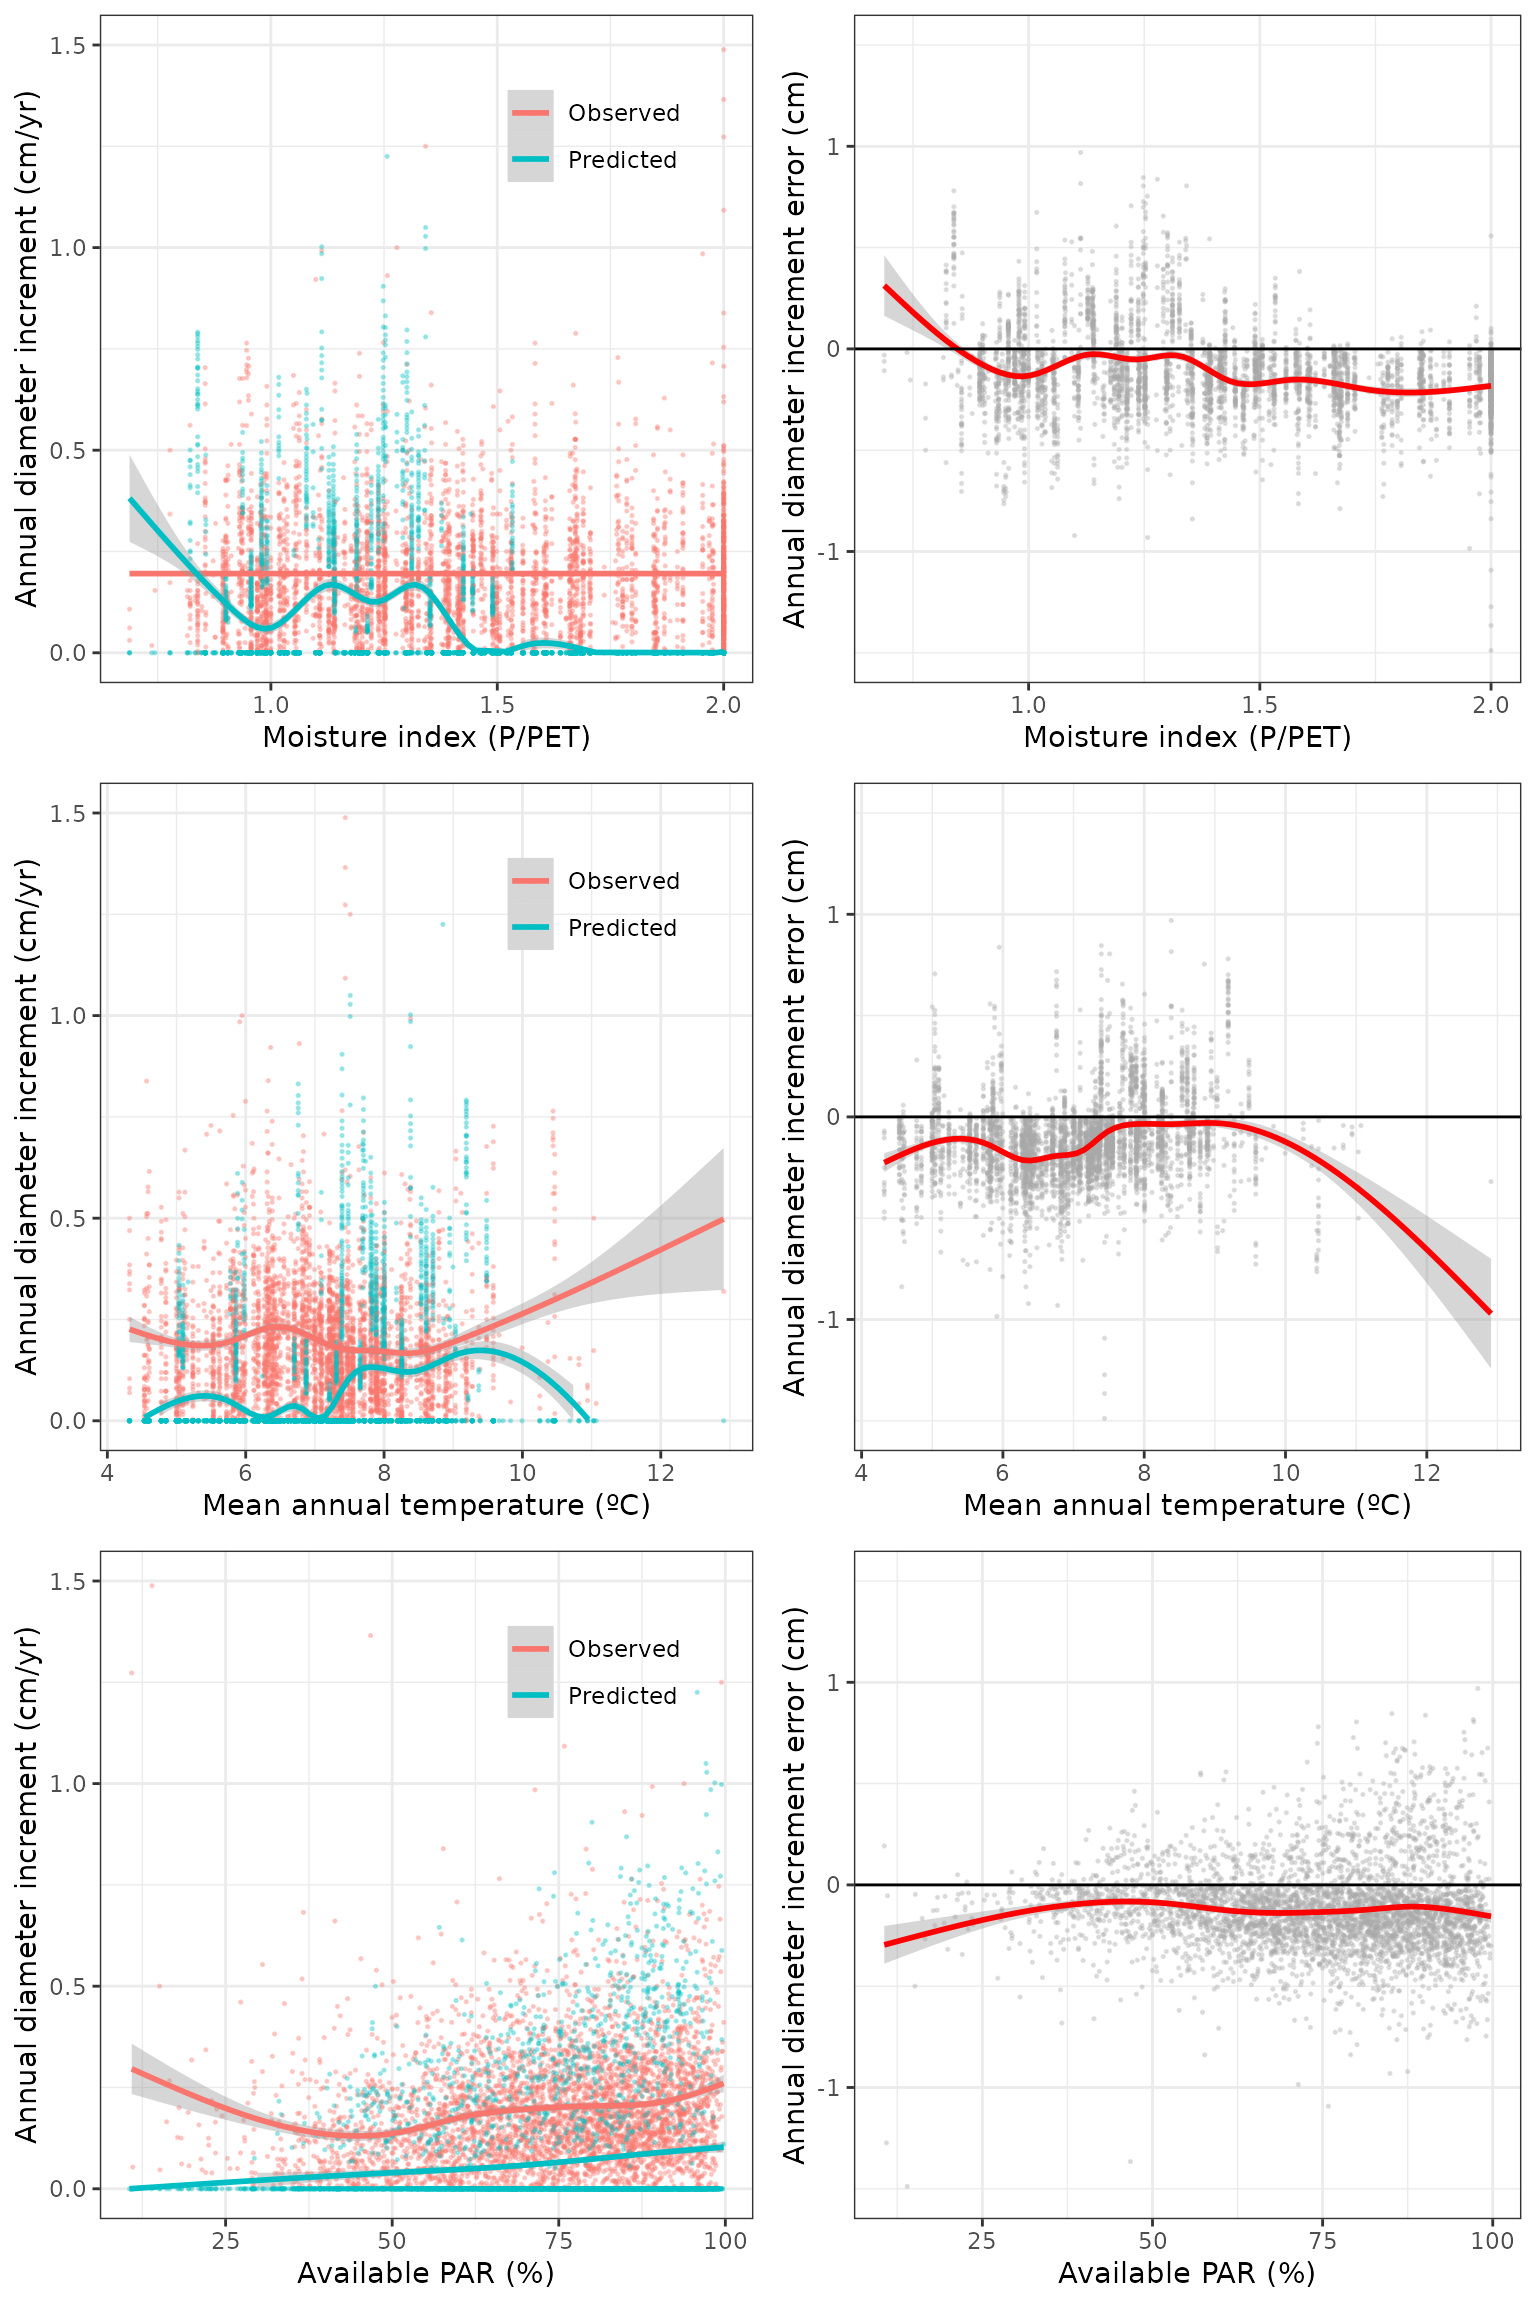 Annual diameter increment (cm/yr)
1.5
1.0
0.5
0.0
Observed
Predicted
1.0
1.5
2.0
Moisture index (P/PET)
Annual diameter increment error (cm)
1
0
-1
1.0
1.5
2.0
Moisture index (P/PET)
Annual diameter increment (cm/yr)
1.5
1.0
0.5
0.0
Observed
Predicted
4
6
8
10
12
Mean annual temperature (ºC)
Annual diameter increment error (cm)
1
0
-1
4
6
8
10
12
Mean annual temperature (ºC)
Annual diameter increment (cm/yr)
1.5
1.0
0.5
0.0
Observed
Predicted
25
50
75
100
Available PAR (%)
Annual diameter increment error (cm)
1
0
-1
25
50
75
100
Available PAR (%)